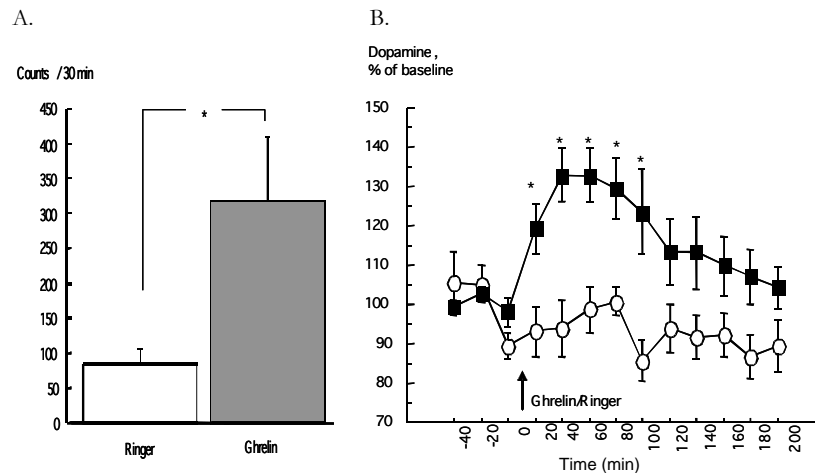 A.
Counts / 30 min
450
400
350
300
250
200
150
100
50
0
*
Ringer
Ghrelin
B.
Dopamine,
% of baseline
150
140
130
120
110
100
90
80
70
* * * * *
Ghrelin/Ringer
-40 -20 0 20 40 60 80 100 120 140 160 180 200
Time (min)